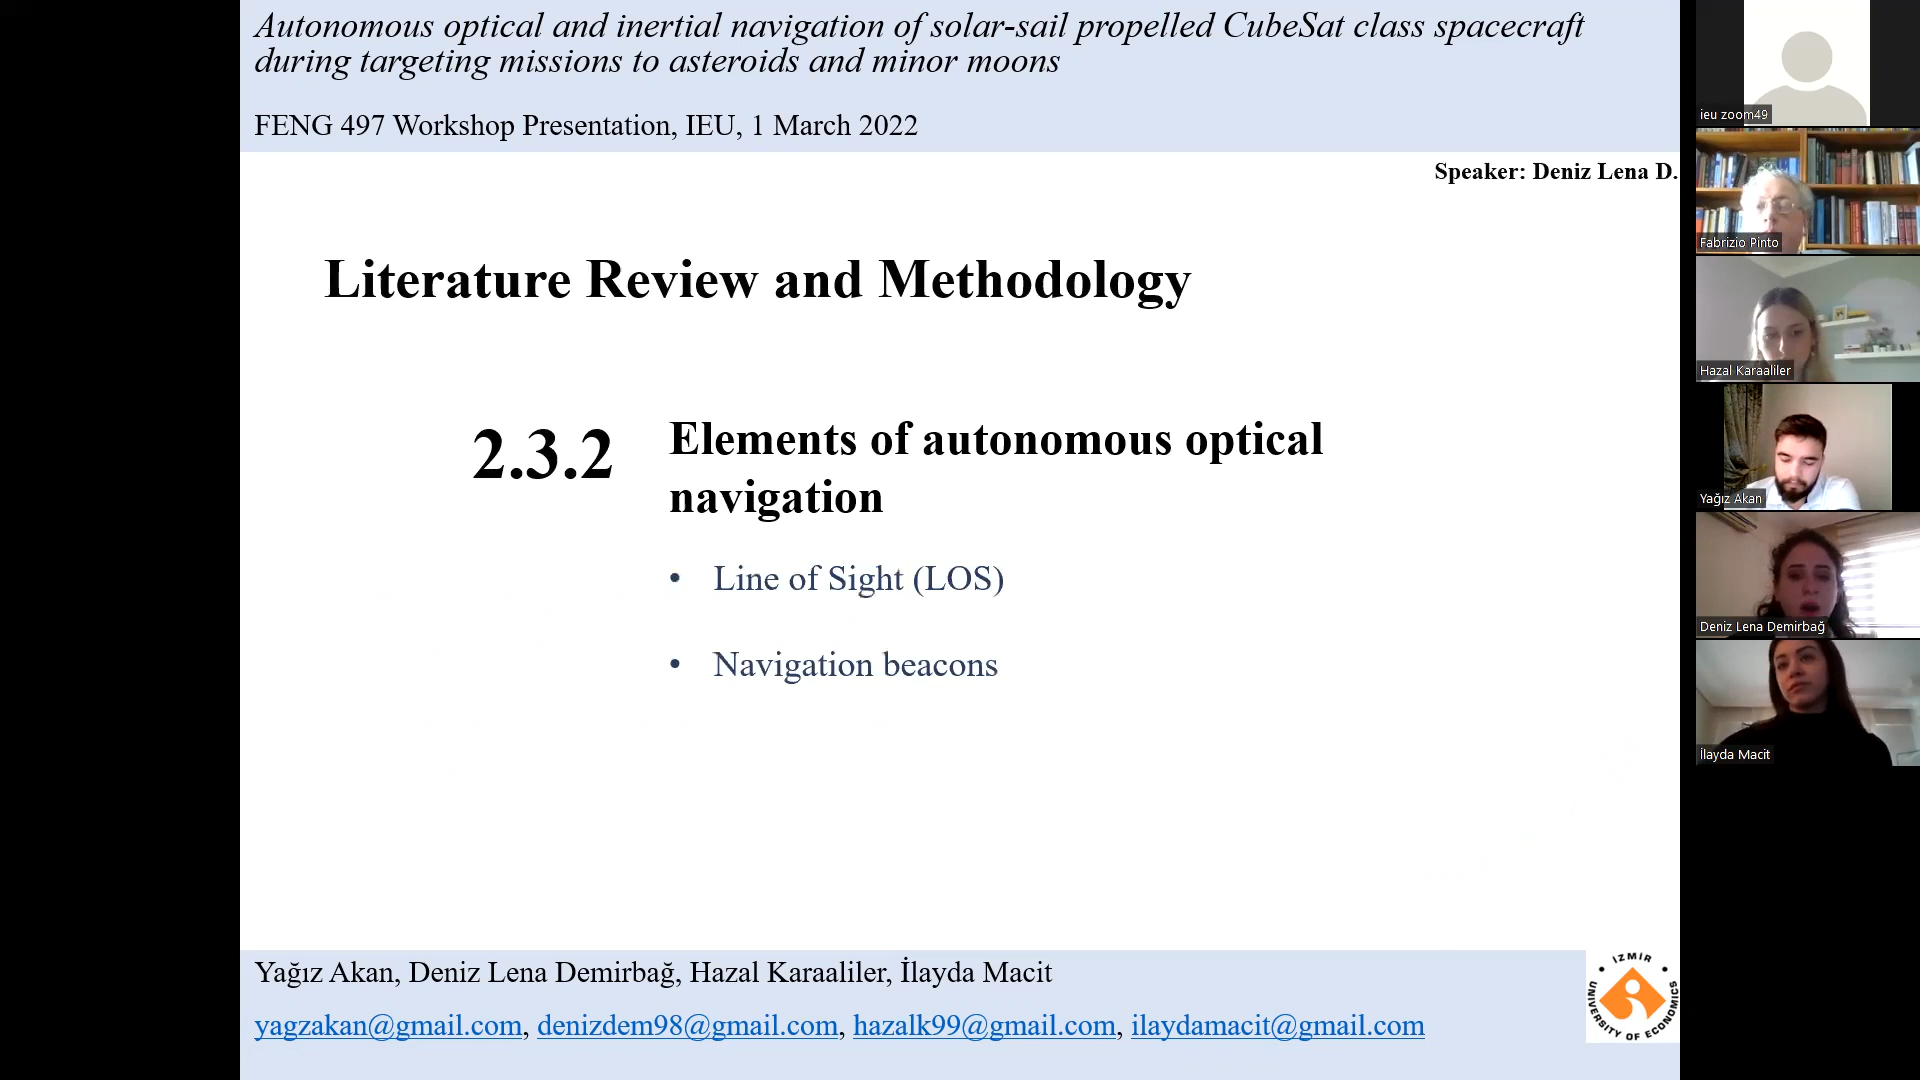 Autonomous optical and inertial navigation of solar-sail propelled CubeSat class spacecraft
during targeting missions to asteroids and minor moons
FENG 497 Workshop Presentation, IEU, 1 March 2022
Speaker: Deniz Lena D.
Literature Review and Methodology
2.3.2
Elements of autonomous optical
navigation
• Line of Sight (LOS)
• Navigation beacons
Yağız Akan, Deniz Lena Demirbağ, Hazal Karaaliler, İlayda Macit
yagzakan@gmail.com, denizdem98@gmail.com, hazalk99@gmail.com, ilaydamacit@gmail.com
IZMIR
UNIVERSITY OF ECONOMICS
ieu zoom49
Fabrizio Pinto
Hazal Karaaliler
Yağız Akan
Deniz Lena Demirbağ
İlayda Macit